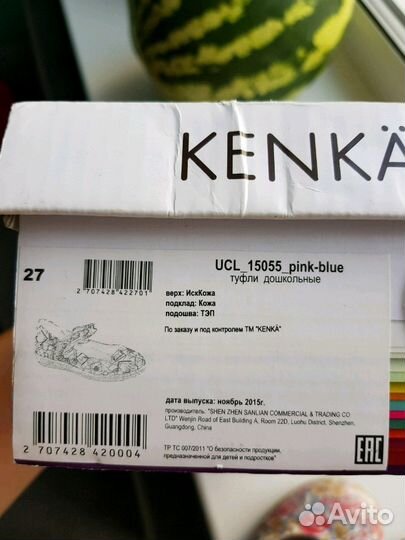 KENKÄ
27
2 707428 422701
UCL_15055_pink-blue
туфли дошкольные
верх: ИскКожа
подклад: Кожа
подошва: ТЭП
По заказу и под контролем ТМ "KENKÄ"
дата выпуска: ноябрь 2015г.
производитель: "SHEN ZHEN SANLIAN COMMERCIAL & TRADING CO
LTD" Wenjin Road of East Building A, Room 22D, Luohu District, Shenzhen,
Guangdong, China
2 707428 420004
ТР ТС 007/2011 "О безопасности продукции,
предназначенной для детей и подростков"
EAC
Avito